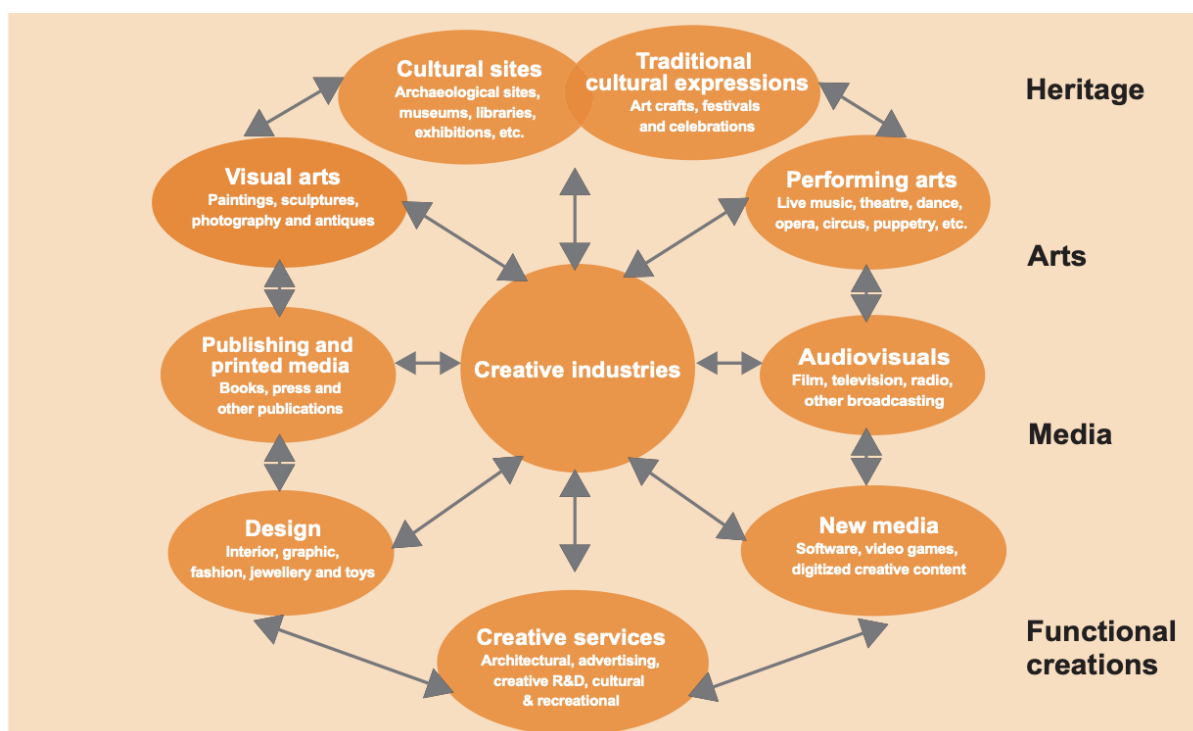 Cultural sites
Archaeological sites,
museums, libraries,
exhibitions, etc.
Traditional
cultural expressions
Art crafts, festivals
and celebrations
Heritage
Visual arts
Paintings, sculptures,
photography and antiques
Performing arts
Live music, theatre, dance,
opera, circus, puppetry, etc.
Arts
Publishing and
printed media
Books, press and
other publications
Creative industries
Audiovisuals
Film, television, radio,
other broadcasting
Media
Design
Interior, graphic,
fashion, jewellery and toys
New media
Software, video games,
digitized creative content
Creative services
Architectural, advertising,
creative R&D, cultural
& recreational
Functional
creations